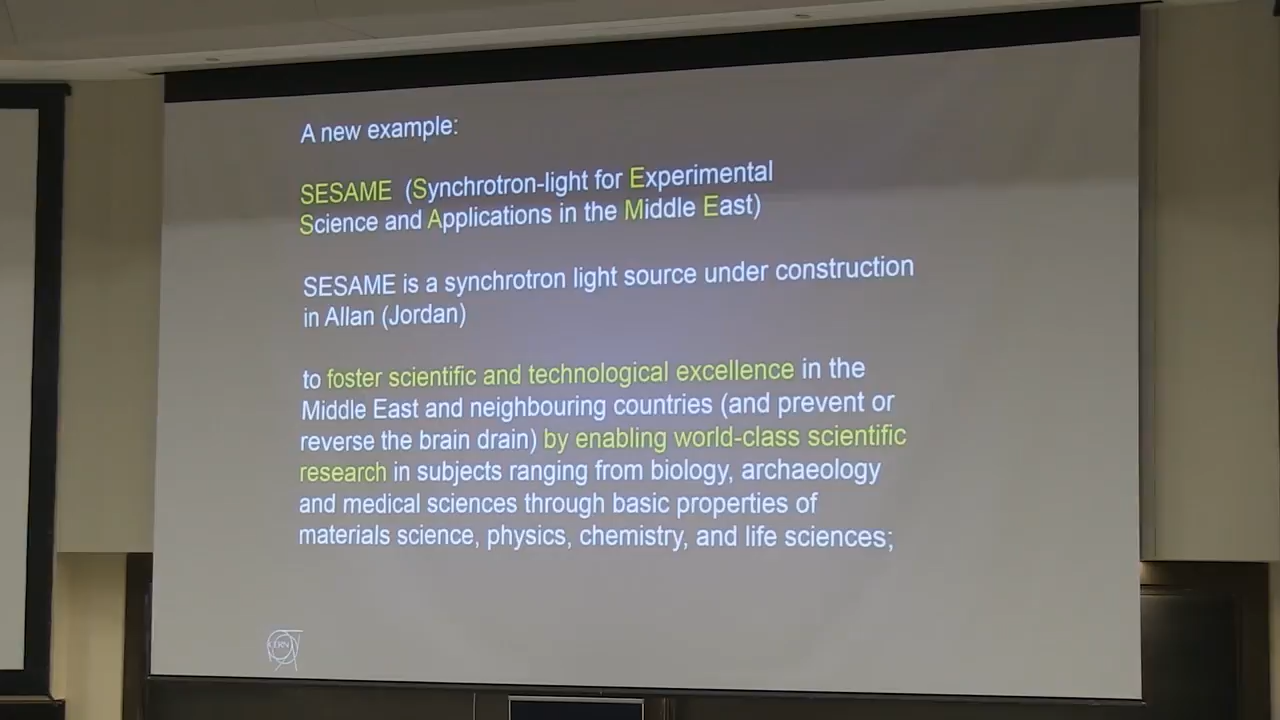 A new example:
SESAME (Synchrotron-light for Experimental
Science and Applications in the Middle East)
SESAME is a synchrotron light source under construction
in Allan (Jordan)
to foster scientific and technological excellence in the
Middle East and neighbouring countries (and prevent or
reverse the brain drain) by enabling world-class scientific
research in subjects ranging from biology, archaeology
and medical sciences through basic properties of
materials science, physics, chemistry, and life sciences;
CERN